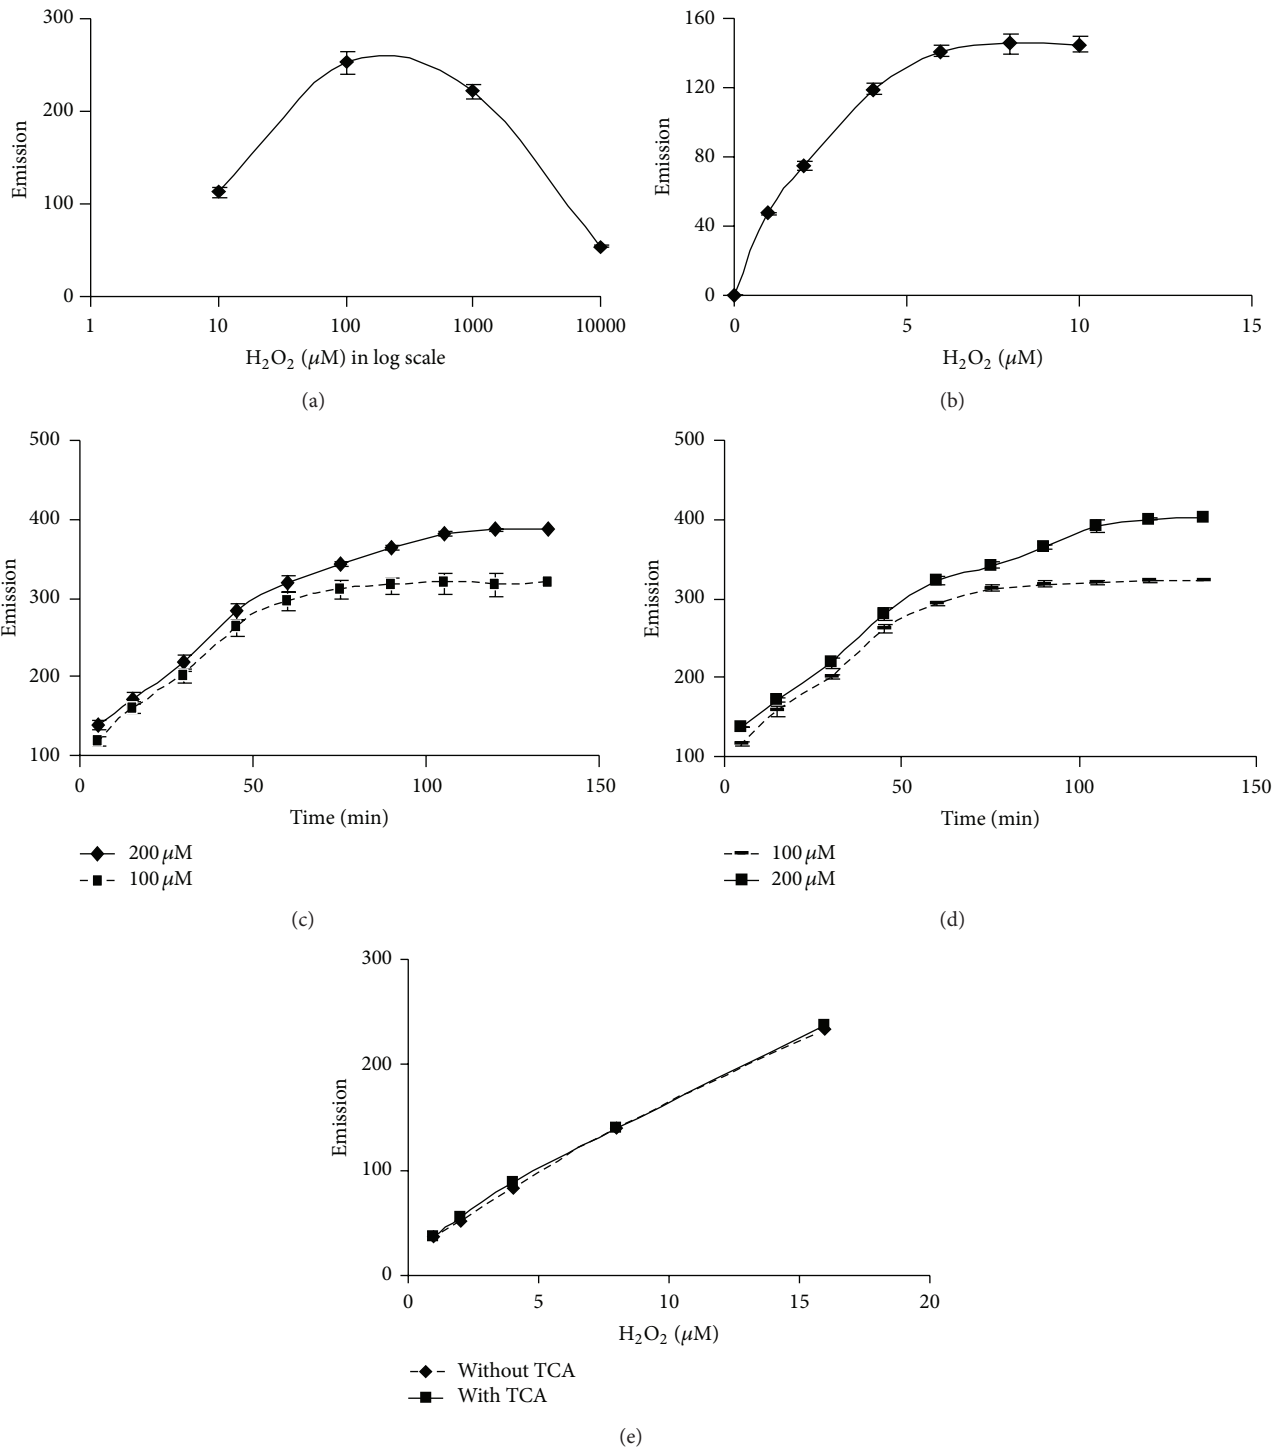 300
200
100
0
Emission
1 10 100 1000 10000
H₂O₂ (μM) in log scale
(a)
160
120
80
40
0
Emission
0 5 10 15
H₂O₂ (μM)
(b)
500
400
300
200
100
Emission
0 50 100 150
Time (min)
200 μM
100 μM
(c)
500
400
300
200
100
Emission
0 50 100 150
Time (min)
100 μM
200 μM
(d)
300
200
100
0
Emission
0 5 10 15 20
H₂O₂ (μM)
Without TCA
With TCA
(e)